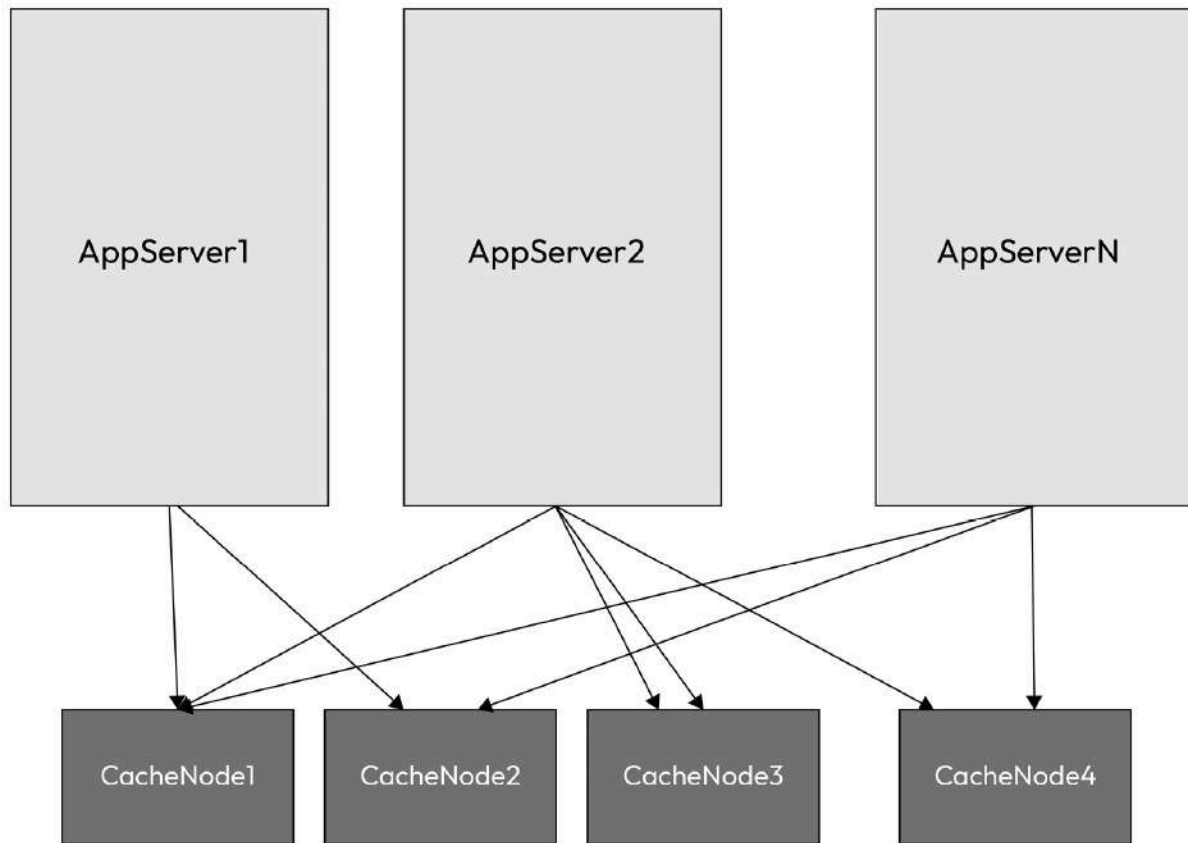 AppServer1
AppServer2
AppServerN
CacheNode1
CacheNode2
CacheNode3
CacheNode4